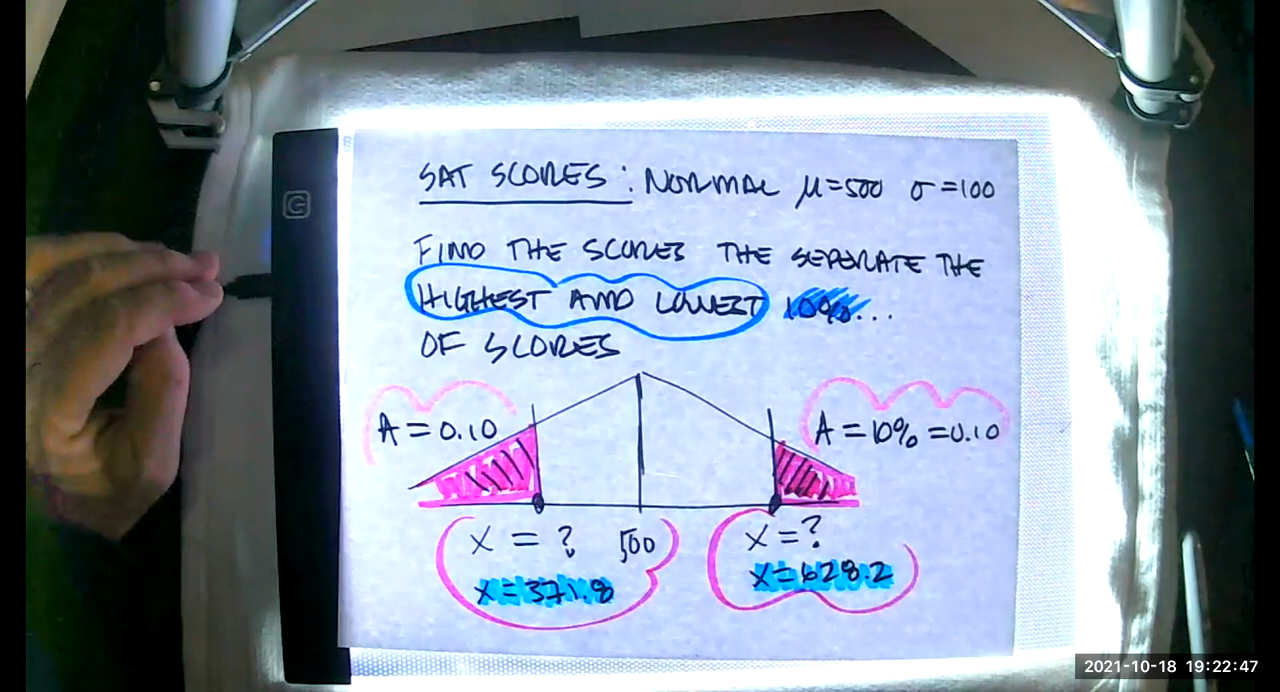 SAT SCORES: NORMAL μ=500 σ=100
FIND THE SCORES THE SEPERATE THE
HIGHEST AND LOWEST 10%...
OF SCORES
A = 0.10
A = 10% = 0.10
X = ?
500
X = ?
X = 371.8
X = 628.2
2021-10-18 19:22:47